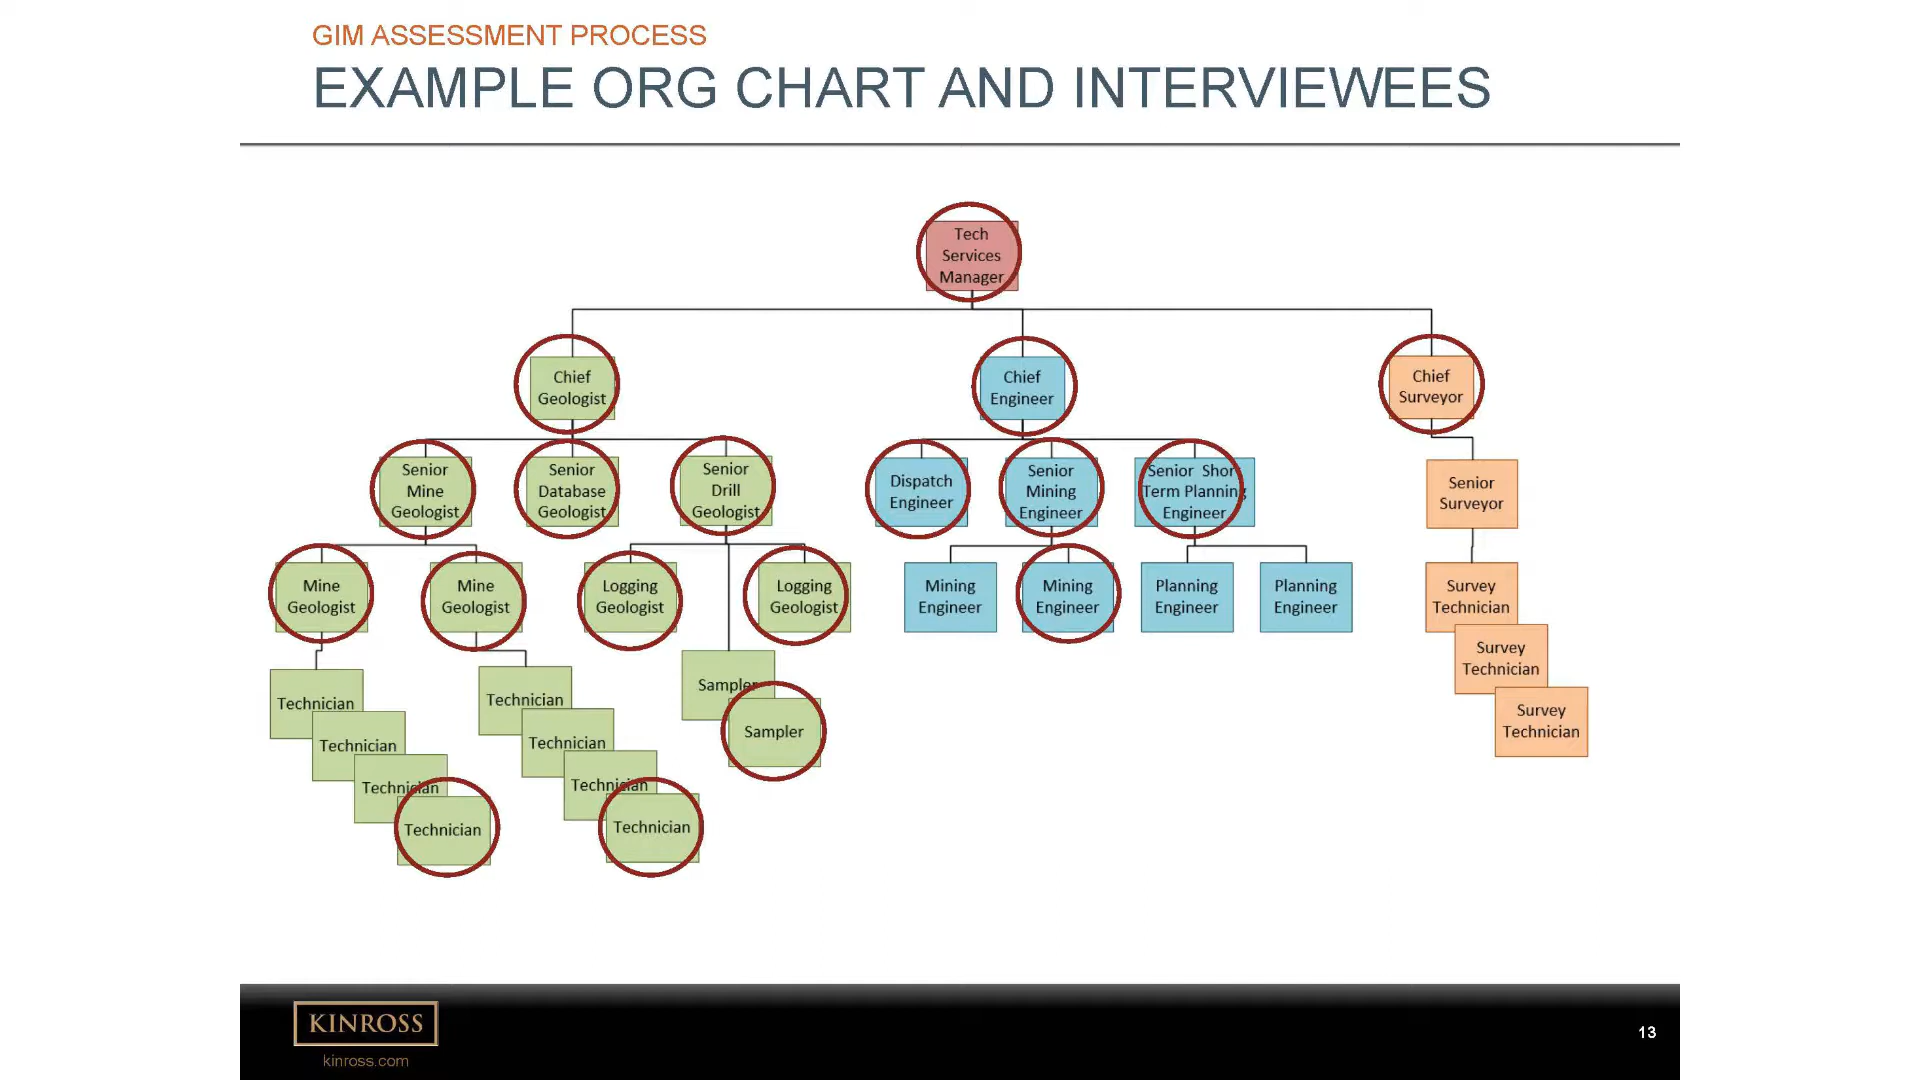 GIM ASSESSMENT PROCESS
EXAMPLE ORG CHART AND INTERVIEWEES
Tech
Services
Manager
Chief
Geologist
Chief
Engineer
Chief
Surveyor
Senior
Mine
Geologist
Senior
Database
Geologist
Senior
Drill
Geologist
Dispatch
Engineer
Senior
Mining
Engineer
Senior Short
Term Planning
Engineer
Senior
Surveyor
Mine
Geologist
Mine
Geologist
Logging
Geologist
Logging
Geologist
Mining
Engineer
Mining
Engineer
Planning
Engineer
Planning
Engineer
Survey
Technician
Survey
Technician
Survey
Technician
Technician
Technician
Technician
Technician
Technician
Technician
Technician
Technician
Sampler
Sampler
KINROSS
kinross.com
13